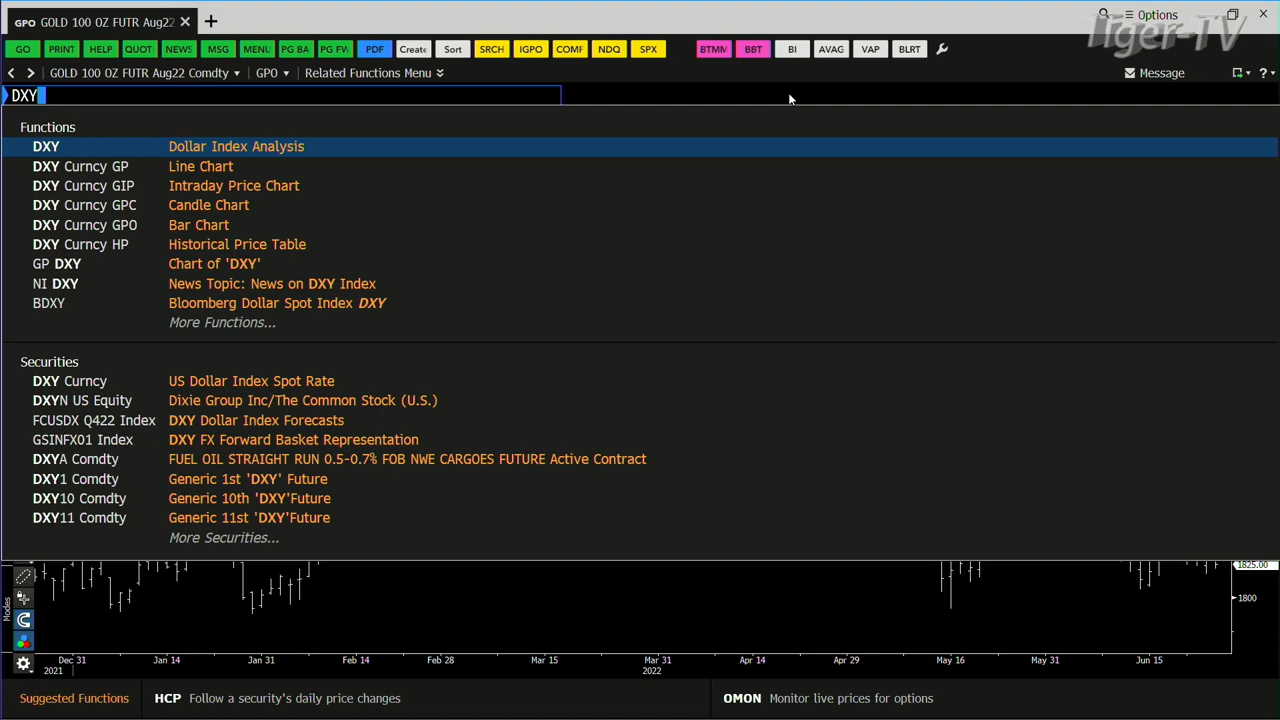 GPO GOLD 100 OZ FUTR Aug22
Options
Tiger-TV
GO PRINT HELP QUOT NEWS MSG MENU PG BA PG FW PDF Create Sort SRCH IGPO COMF NDQ SPX BTMM BBT BI AVAG VAP BLRT
GOLD 100 OZ FUTR Aug22 Comdty GPO Related Functions Menu Message ?
DXY
Functions
DXY Dollar Index Analysis
DXY Curncy GP Line Chart
DXY Curncy GIP Intraday Price Chart
DXY Curncy GPC Candle Chart
DXY Curncy GPO Bar Chart
DXY Curncy HP Historical Price Table
GP DXY Chart of 'DXY'
NI DXY News Topic: News on DXY Index
BDXY Bloomberg Dollar Spot Index DXY
More Functions...
Securities
DXY Curncy US Dollar Index Spot Rate
DXYN US Equity Dixie Group Inc/The Common Stock (U.S.)
FCUSDX Q422 Index DXY Dollar Index Forecasts
GSINFX01 Index DXY FX Forward Basket Representation
DXYA Comdty FUEL OIL STRAIGHT RUN 0.5-0.7% FOB NWE CARGOES FUTURE Active Contract
DXY1 Comdty Generic 1st 'DXY' Future
DXY10 Comdty Generic 10th 'DXY'Future
DXY11 Comdty Generic 11st 'DXY'Future
More Securities...
1825.00
1800
Modes
Dec 31 Jan 14 Jan 31 Feb 14 Feb 28 Mar 15 Mar 31 Apr 14 Apr 29 May 16 May 31 Jun 15
2021 2022
Suggested Functions HCP Follow a security's daily price changes OMON Monitor live prices for options